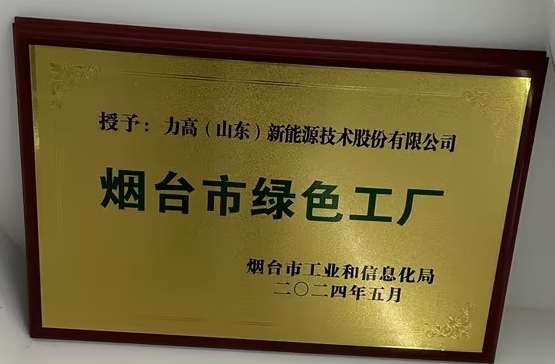 授予：力高（山东）新能源技术股份有限公司
烟台市绿色工厂
烟台市工业和信息化局
二〇二四年五月